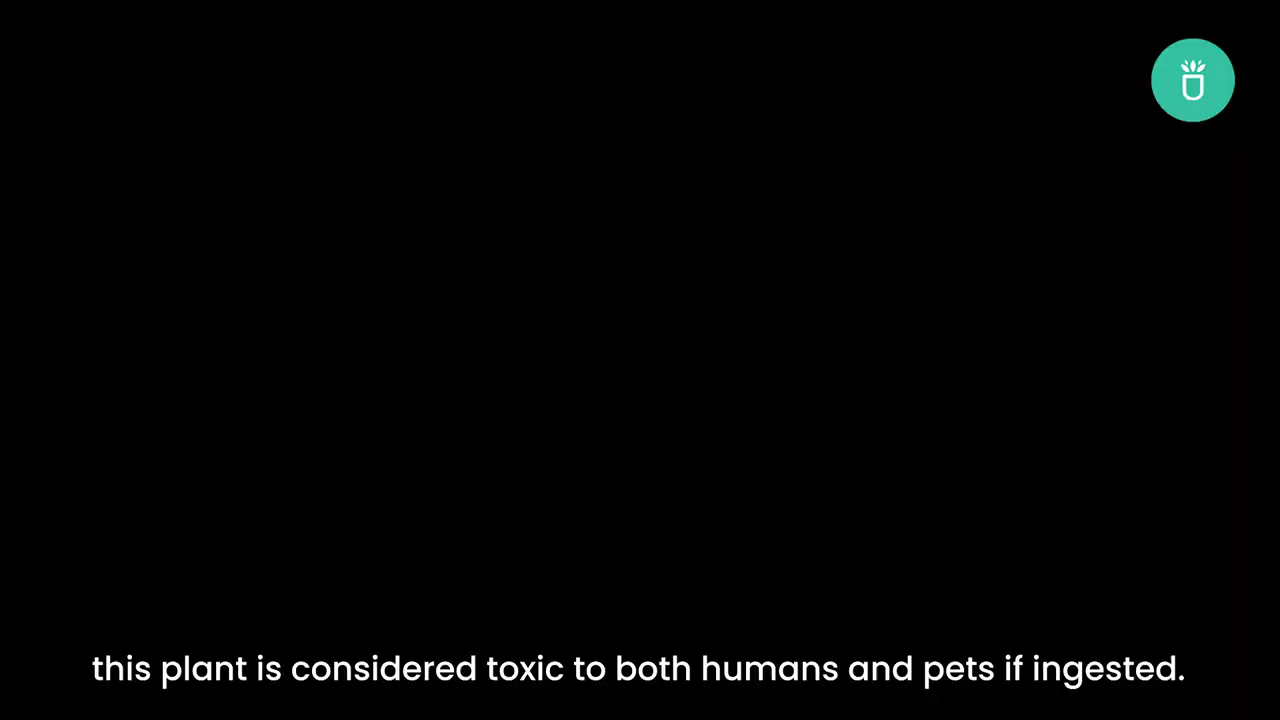 this plant is considered toxic to both humans and pets if ingested.